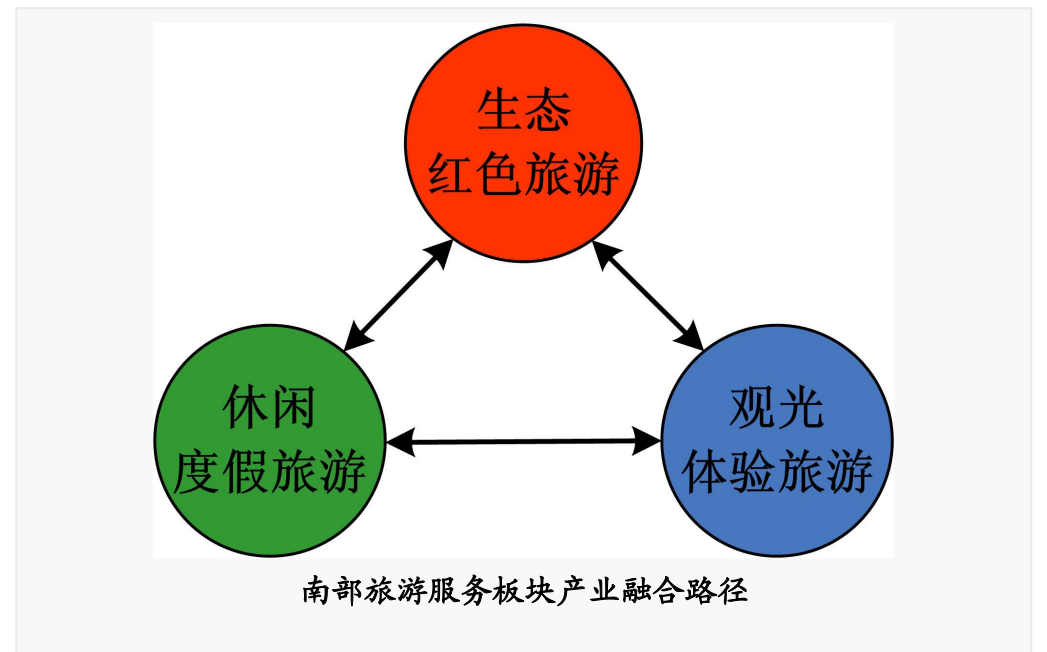 生态
红色旅游
休闲
度假旅游
观光
体验旅游
南部旅游服务板块产业融合路径